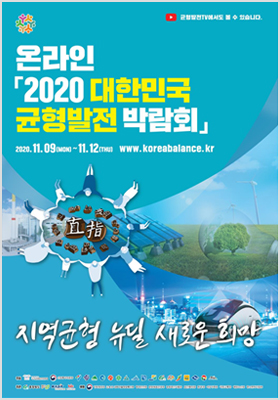 균형발전TV에서도 볼 수 있습니다.
온라인
「2020 대한민국
균형발전 박람회」
2020. 11. 09(MON) ~ 11. 12(THU) www.koreabalance.kr
直指
지역균형 뉴딜 새로운 희망